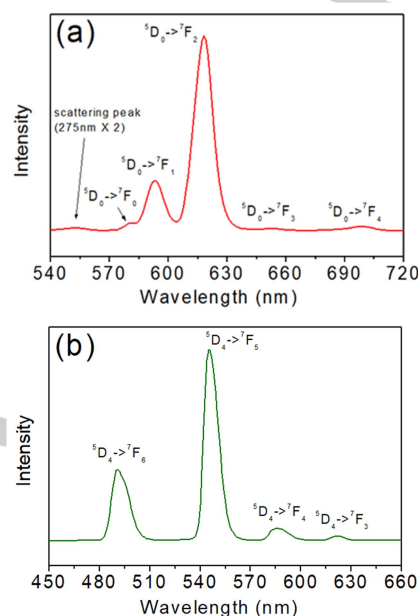 (a)
⁵D₀->⁷F₂
scattering peak
(275nm X 2)
⁵D₀->⁷F₁
⁵D₀->⁷F₀
⁵D₀->⁷F₃
⁵D₀->⁷F₄
Intensity
540 570 600 630 660 690 720
Wavelength (nm)
(b)
⁵D₄->⁷F₅
⁵D₄->⁷F₆
⁵D₄->⁷F₄
⁵D₄->⁷F₃
Intensity
450 480 510 540 570 600 630 660
Wavelength (nm)